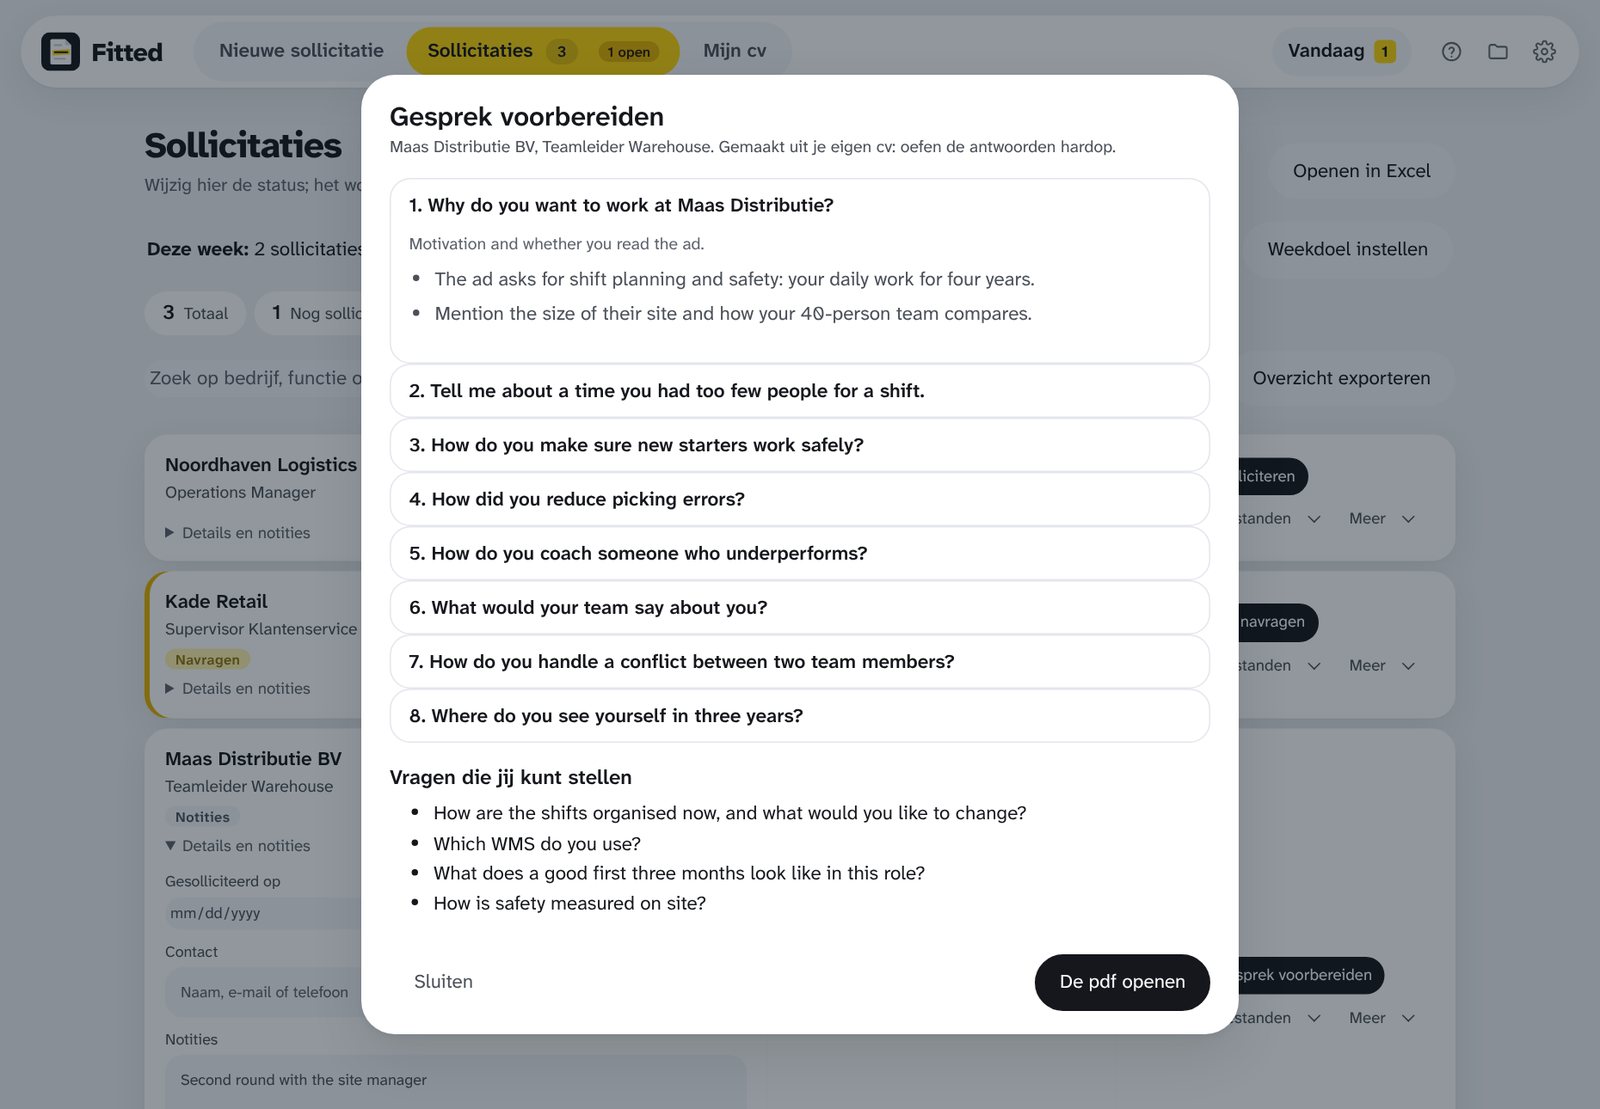 Fitted
Nieuwe sollicitatie
Sollicitaties 3 1 open
Mijn cv
Vandaag 1
Sollicitaties
Wijzig hier de status; het
Openen in Excel
Deze week: 2 sollicitaties
Weekdoel instellen
3 Totaal
1 Nog
Zoek op bedrijf, functie
Overzicht exporteren
Noordhaven Logistics
Operations Manager
Details en notities
Meer
Kade Retail
Supervisor Klantenservice
Navragen
Details en notities
navragen
Meer
Maas Distributie BV
Teamleider Warehouse
Notities
Details en notities
Gesolliciteerd op
mm/dd/yyyy
Contact
Naam, e-mail of telefoon
Notities
Second round with the site manager
voorbereiden
Meer
Gesprek voorbereiden
Maas Distributie BV, Teamleider Warehouse. Gemaakt uit je eigen cv: oefen de antwoorden hardop.
1. Why do you want to work at Maas Distributie?
Motivation and whether you read the ad.
• The ad asks for shift planning and safety: your daily work for four years.
• Mention the size of their site and how your 40-person team compares.
2. Tell me about a time you had too few people for a shift.
3. How do you make sure new starters work safely?
4. How did you reduce picking errors?
5. How do you coach someone who underperforms?
6. What would your team say about you?
7. How do you handle a conflict between two team members?
8. Where do you see yourself in three years?
Vragen die jij kunt stellen
• How are the shifts organised now, and what would you like to change?
• Which WMS do you use?
• What does a good first three months look like in this role?
• How is safety measured on site?
Sluiten
De pdf openen